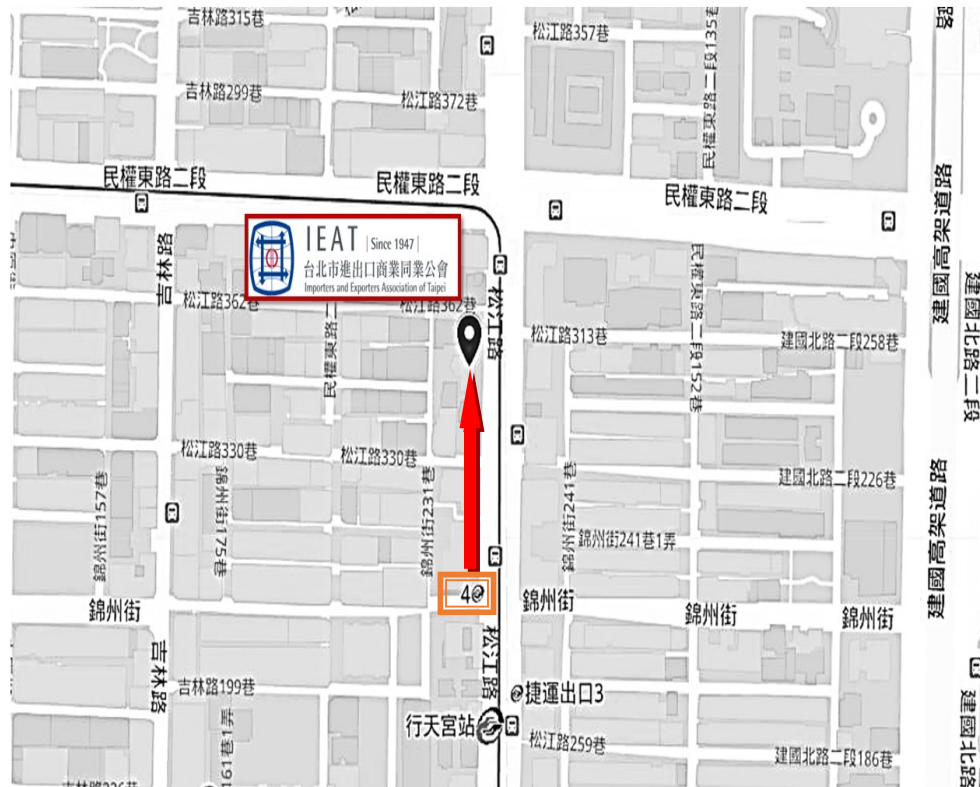 吉林路315巷
松江路357巷
民權東路二段135巷
吉林路299巷
松江路372巷
民權東路二段
民權東路二段
民權東路二段
建國高架道路
IEAT | Since 1947 |
台北市進出口商業同業公會
Importers and Exporters Association of Taipei
吉林路
松江路362巷
松江路362巷
松江路
民權東路二
民權東路二段152巷
松江路313巷
建國北路二段258巷
建國北路二段
松江路330巷
松江路330巷
建國北路二段226巷
錦州街157巷
錦州街175巷
錦州街231巷
錦州街241巷
錦州街241巷1弄
建國高架道路
4
錦州街
錦州街
錦州街
錦州街
吉林路
松江路
吉林路199巷
捷運出口3
行天宮站
161巷1弄
松江路259巷
建國北路二段186巷
建國北路